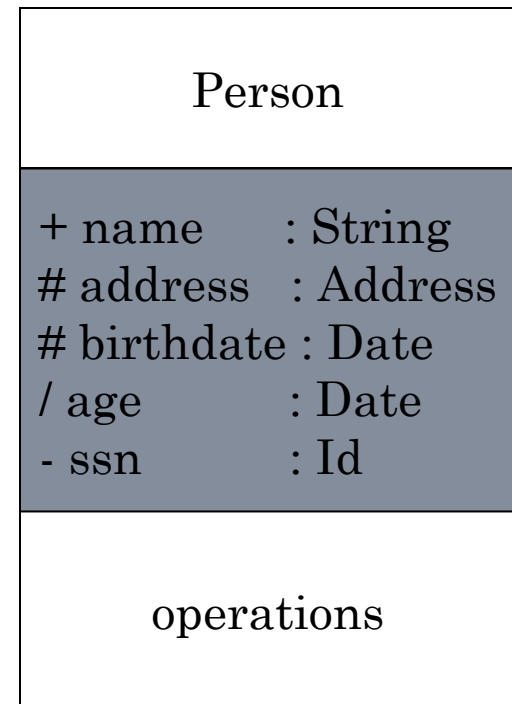 Person
+ name : String
# address : Address
# birthdate : Date
/ age : Date
- ssn : Id
operations